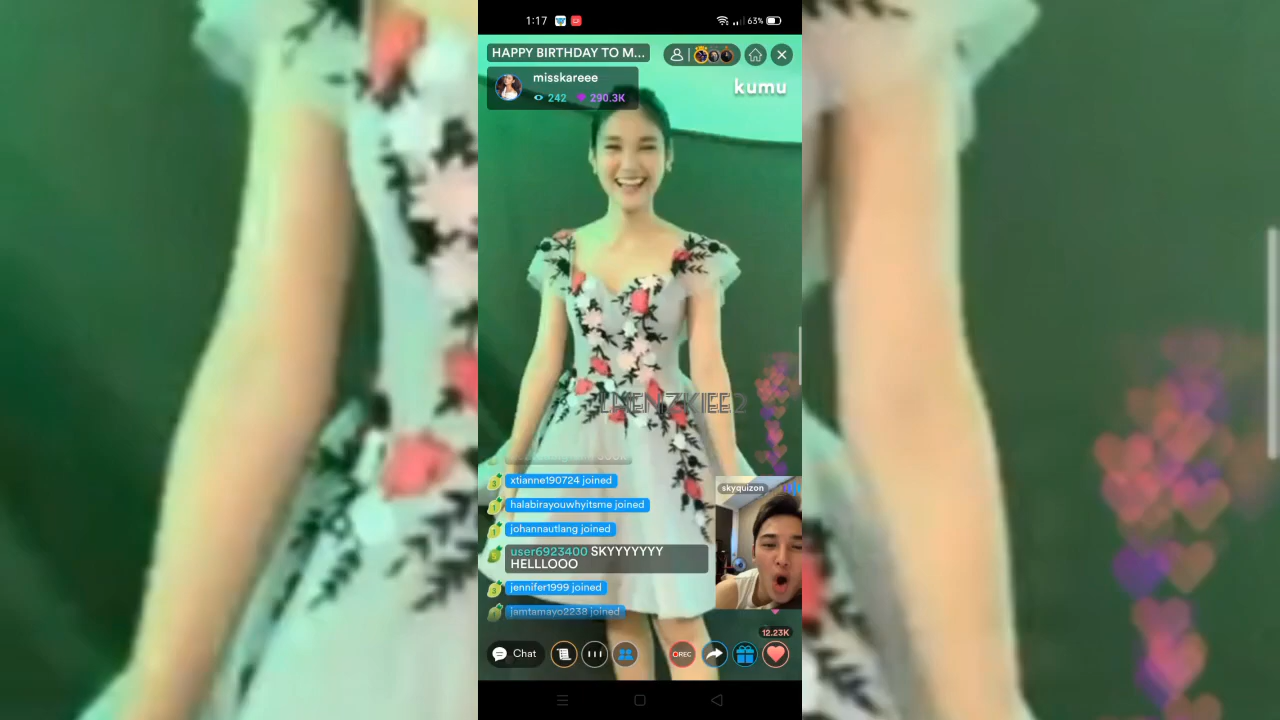 1:17
63%
HAPPY BIRTHDAY TO M...
misskareee
242
290.3K
kumu
xtianne190724 joined
halabirayouwhyitsme joined
johannautlang joined
skyquizon
user6923400 SKYYYYYYY
HELLLOOO
jennifer1999 joined
jamtamayo2238 joined
12.23K
Chat
REC